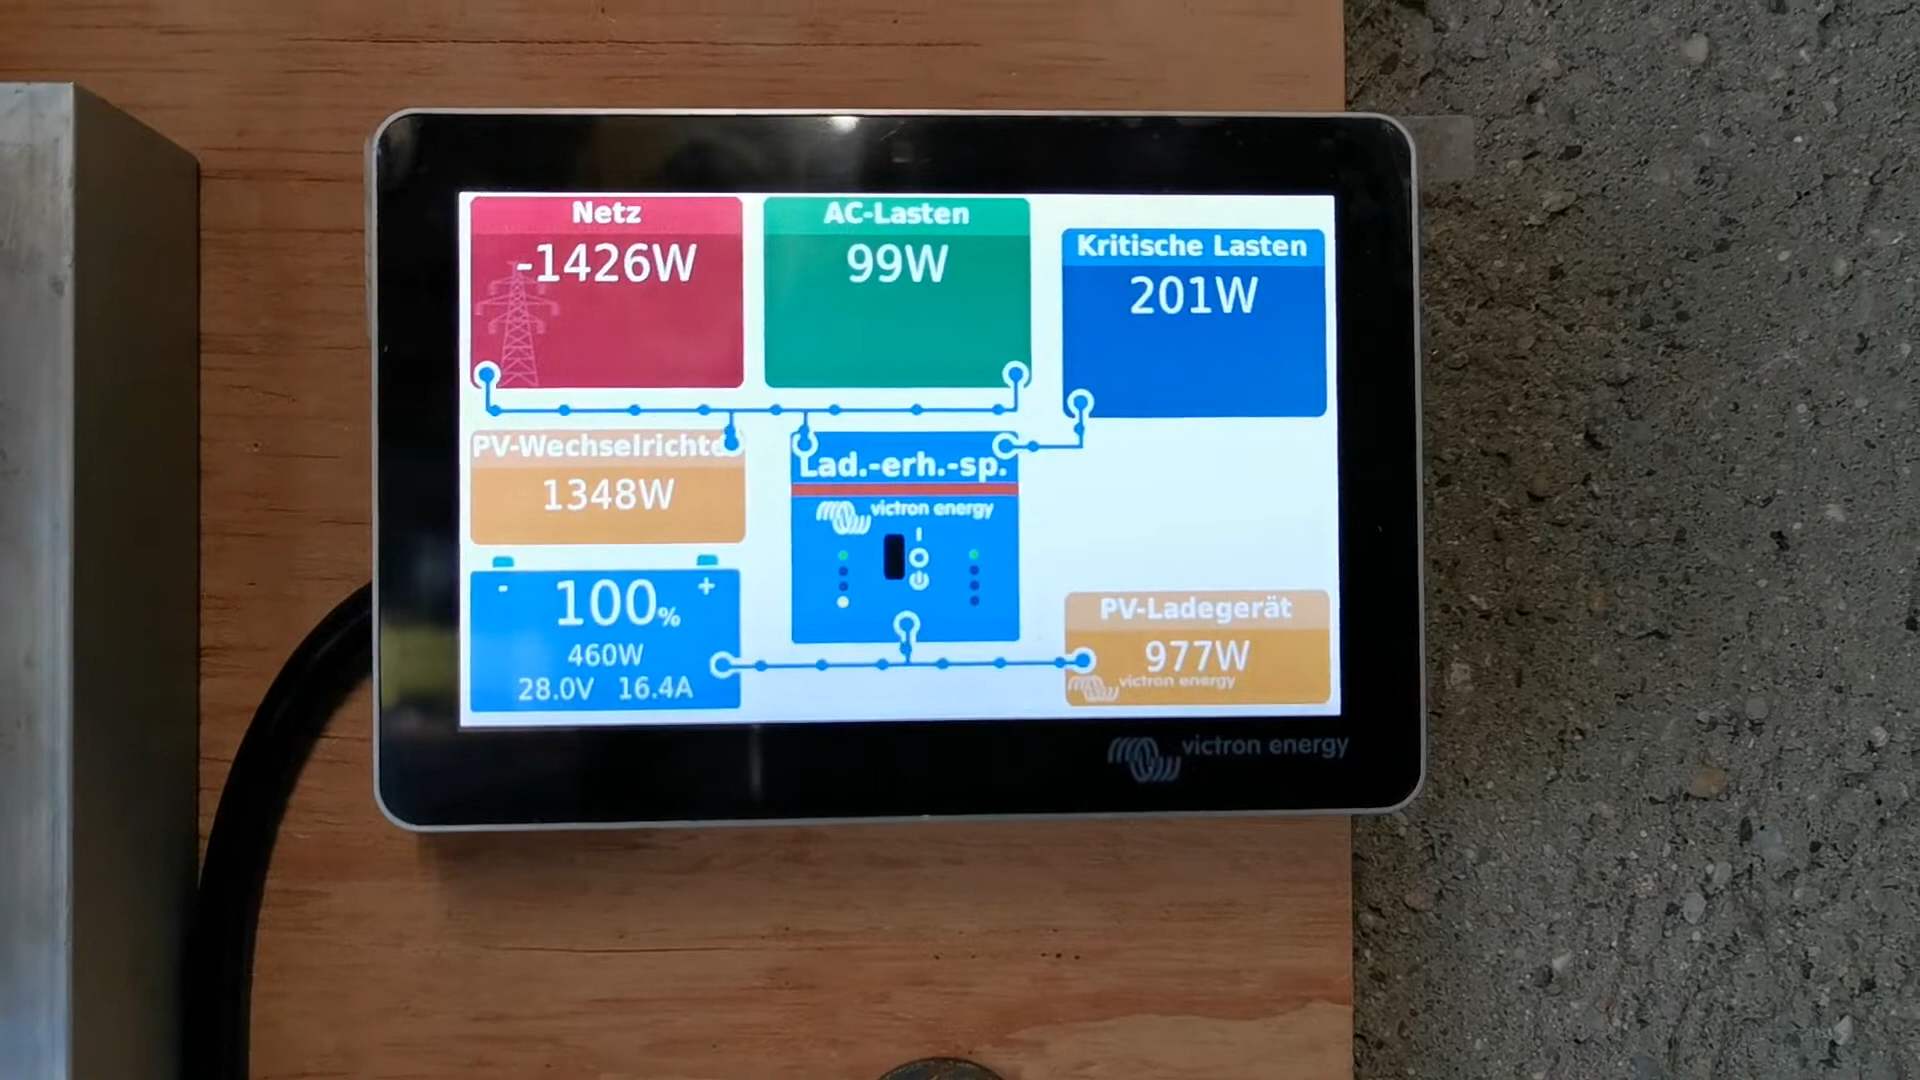 Netz
-1426W
AC-Lasten
99W
Kritische Lasten
201W
PV-Wechselrichte
1348W
Lad.-erh.-sp.
victron energy
- 100% +
460W
28.0V 16.4A
PV-Ladegerät
977W
victron energy
victron energy